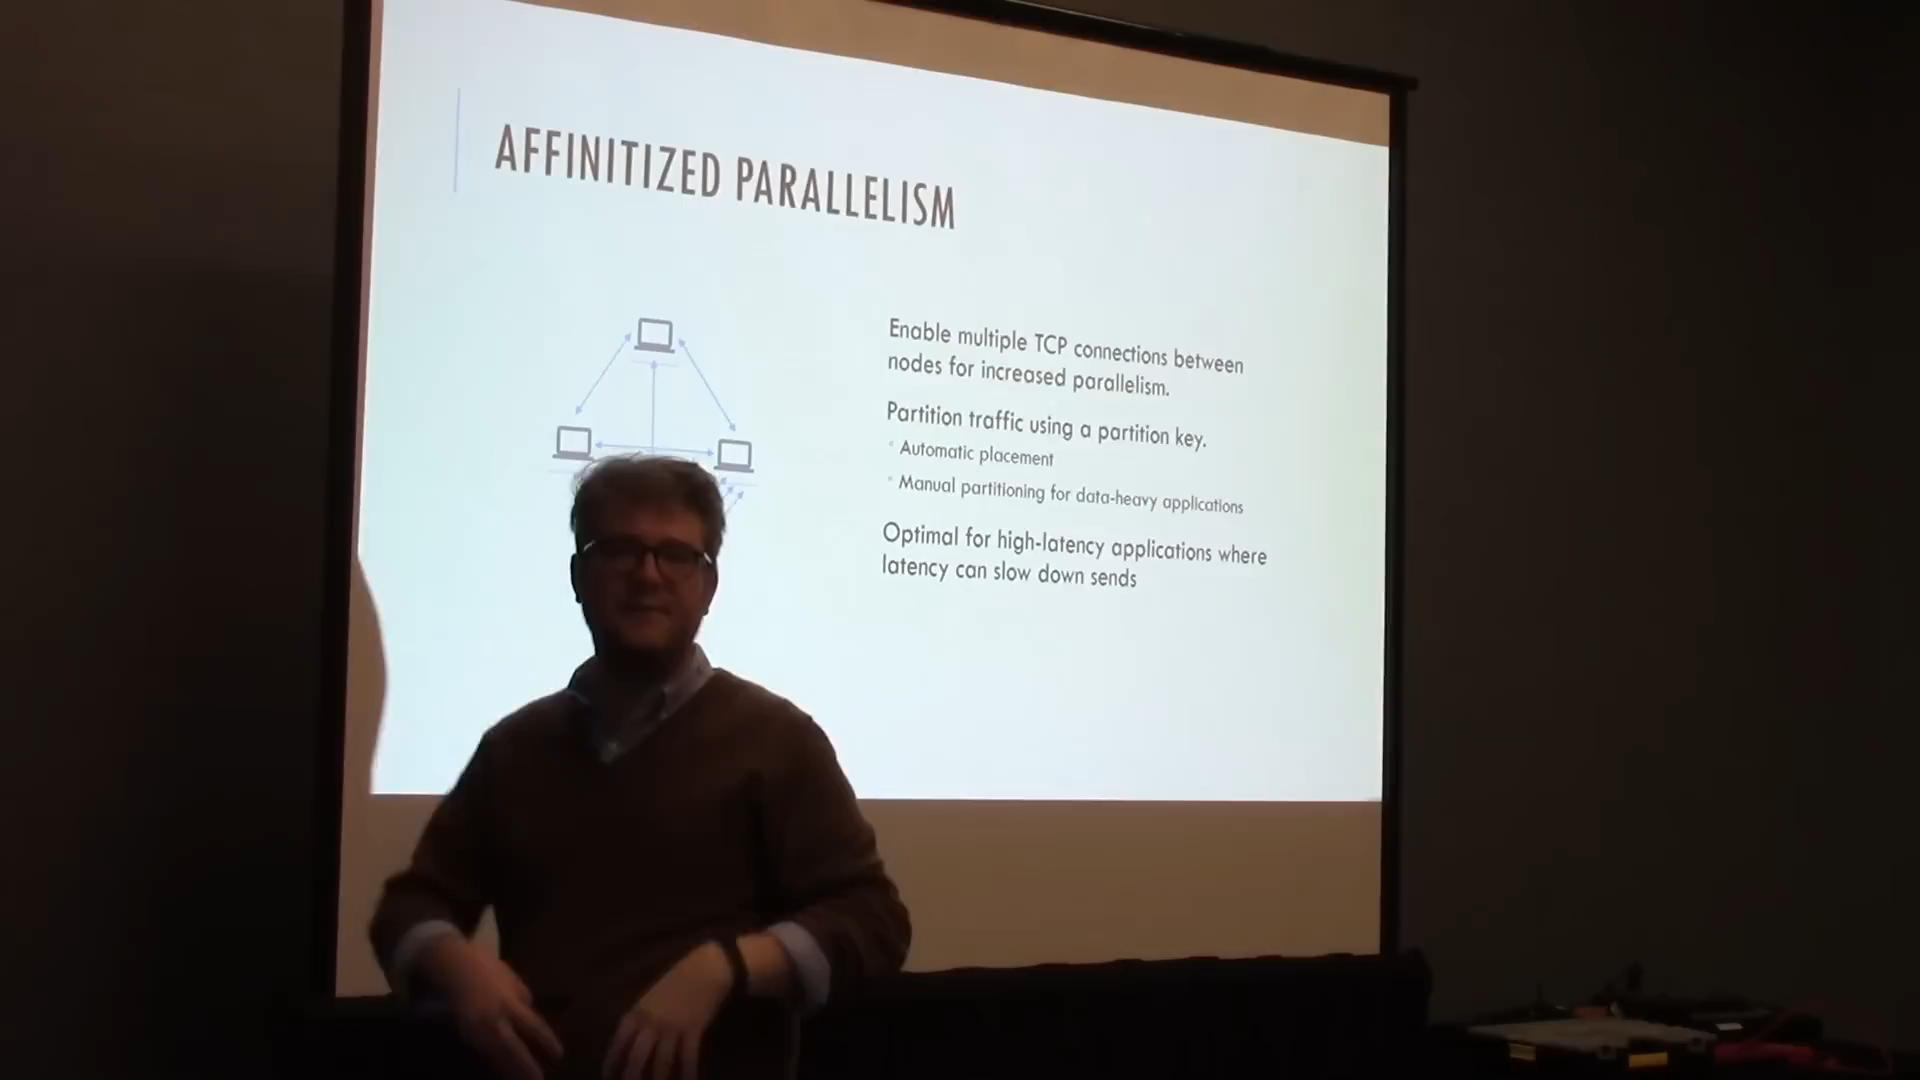 AFFINITIZED PARALLELISM
Enable multiple TCP connections between
nodes for increased parallelism.
Partition traffic using a partition key.
Automatic placement
Manual partitioning for data-heavy applications
Optimal for high-latency applications where
latency can slow down sends